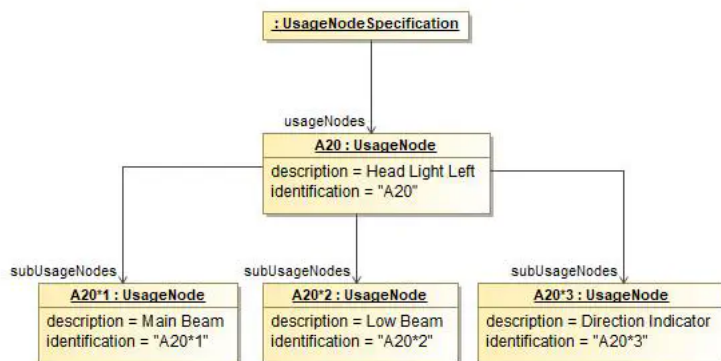 : UsageNodeSpecification
usageNodes
A20 : UsageNode
description = Head Light Left
identification = "A20"
subUsageNodes
subUsageNodes
subUsageNodes
A20*1 : UsageNode
description = Main Beam
identification = "A20*1"
A20*2 : UsageNode
description = Low Beam
identification = "A20*2"
A20*3 : UsageNode
description = Direction Indicator
identification = "A20*3"